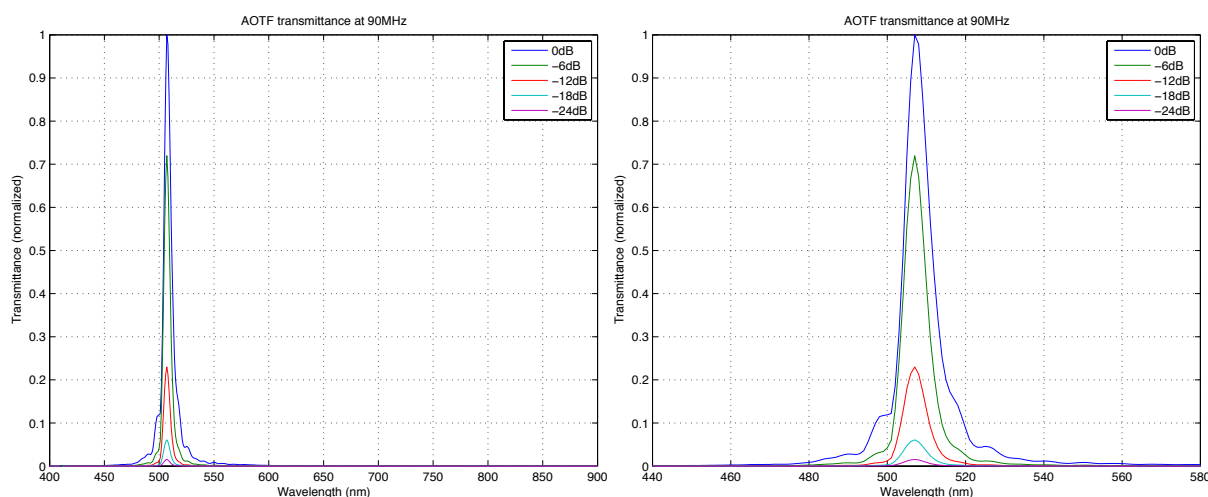 AOTF transmittance at 90MHz
1
0.9
0.8
0.7
0.6
0.5
0.4
0.3
0.2
0.1
0
Transmittance (normalized)
400 450 500 550 600 650 700 750 800 850 900
Wavelength (nm)
0dB
−6dB
−12dB
−18dB
−24dB
AOTF transmittance at 90MHz
1
0.9
0.8
0.7
0.6
0.5
0.4
0.3
0.2
0.1
0
Transmittance (normalized)
440 460 480 500 520 540 560 580
Wavelength (nm)
0dB
−6dB
−12dB
−18dB
−24dB